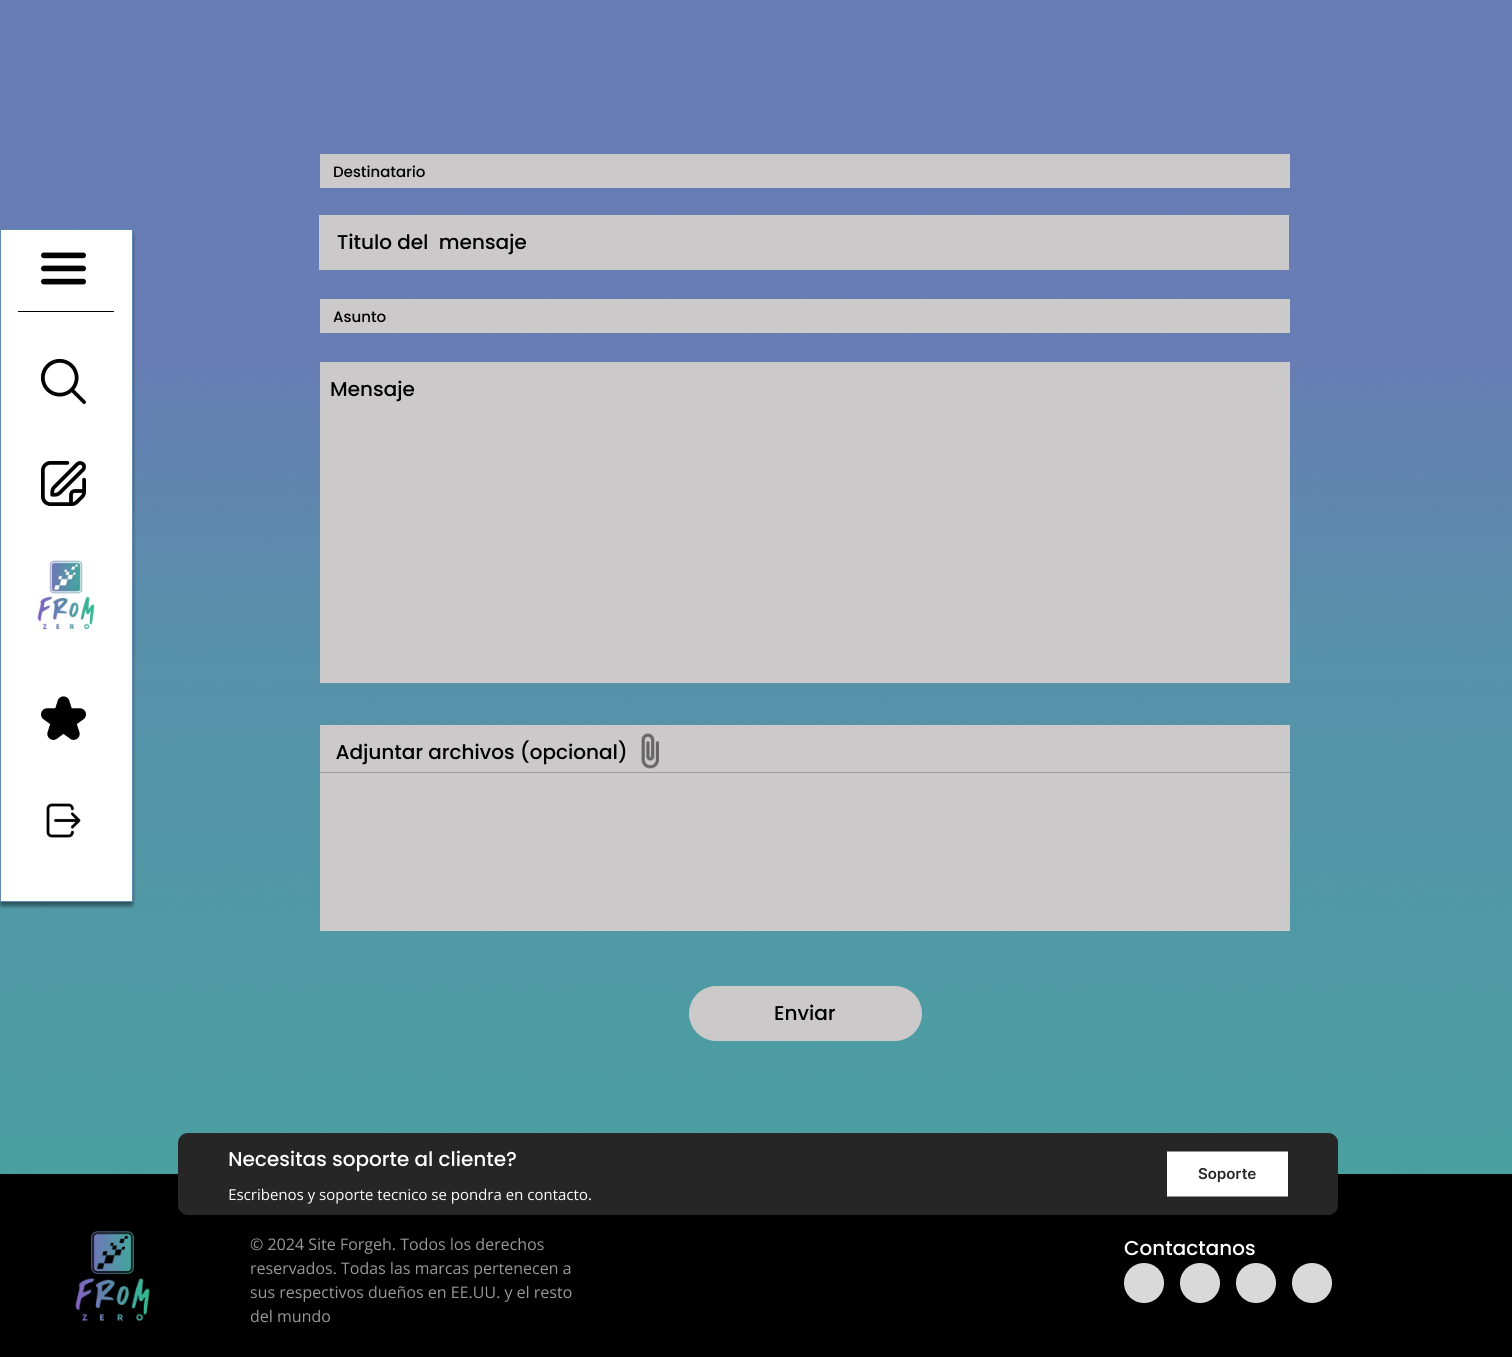 Destinatario
Titulo del  mensaje
Asunto
Mensaje
FROM
ZERO
Adjuntar archivos (opcional)
Enviar
Necesitas soporte al cliente?
Escribenos y soporte tecnico se pondra en contacto.
Soporte
FROM
ZERO
© 2024 Site Forgeh. Todos los derechos
reservados. Todas las marcas pertenecen a
sus respectivos dueños en EE.UU. y el resto
del mundo
Contactanos